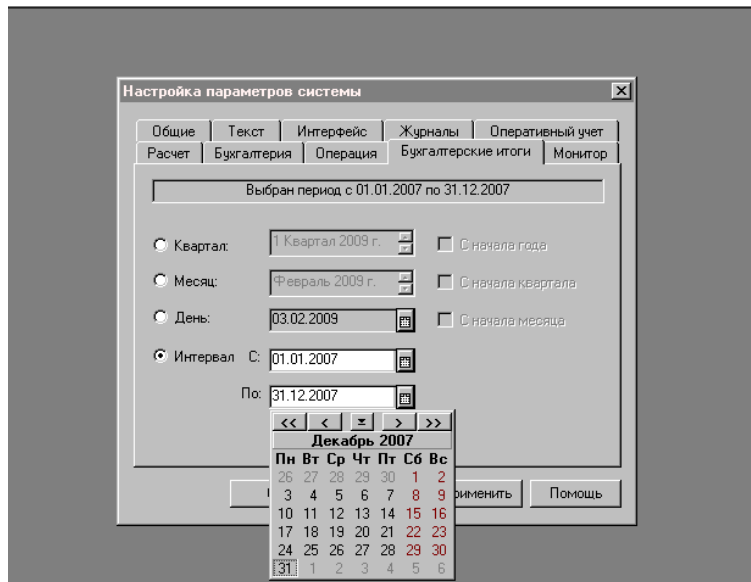 Настройка параметров системы
Общие Текст Интерфейс Журналы Оперативный учет
Расчет Бухгалтерия Операция Бухгалтерские итоги Монитор
Выбран период с 01.01.2007 по 31.12.2007
Квартал: 1 Квартал 2009 г. С начала года
Месяц: Февраль 2009 г. С начала квартала
День: 03.02.2009 С начала месяца
Интервал С: 01.01.2007
По: 31.12.2007
<< < > >>
Декабрь 2007
Пн Вт Ср Чт Пт Сб Вс
26 27 28 29 30 1 2
3 4 5 6 7 8 9
10 11 12 13 14 15 16
17 18 19 20 21 22 23
рименить Помощь
24 25 26 27 28 29 30
31 1 2 3 4 5 6